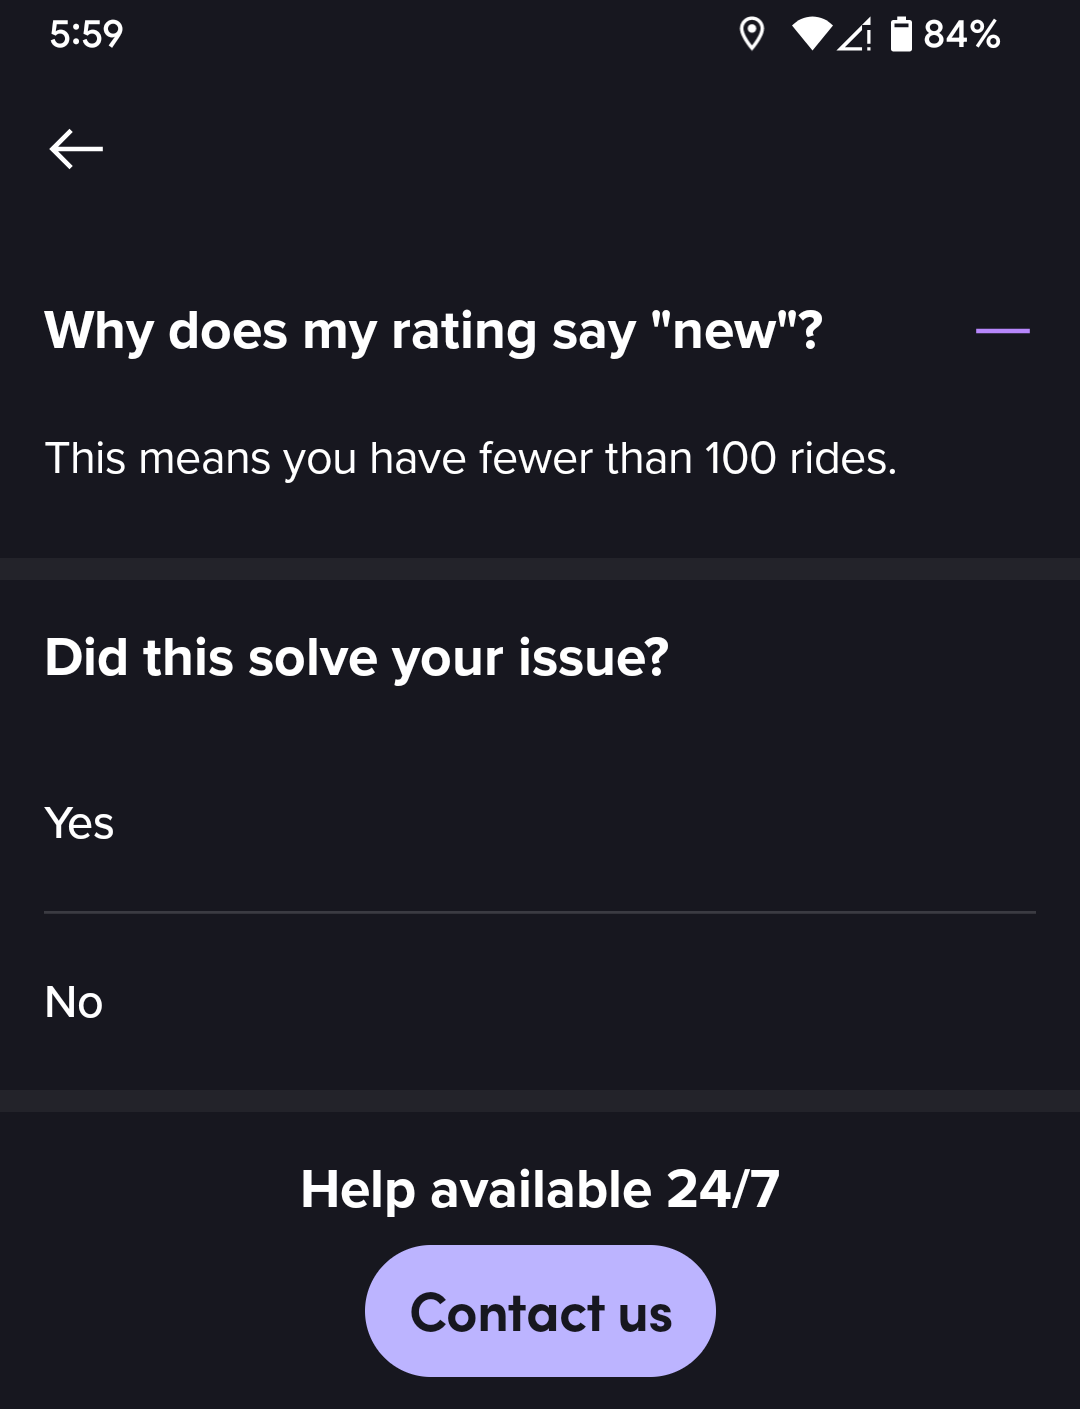 5:59
84%
Why does my rating say "new"?
This means you have fewer than 100 rides.
Did this solve your issue?
Yes
No
Help available 24/7
Contact us